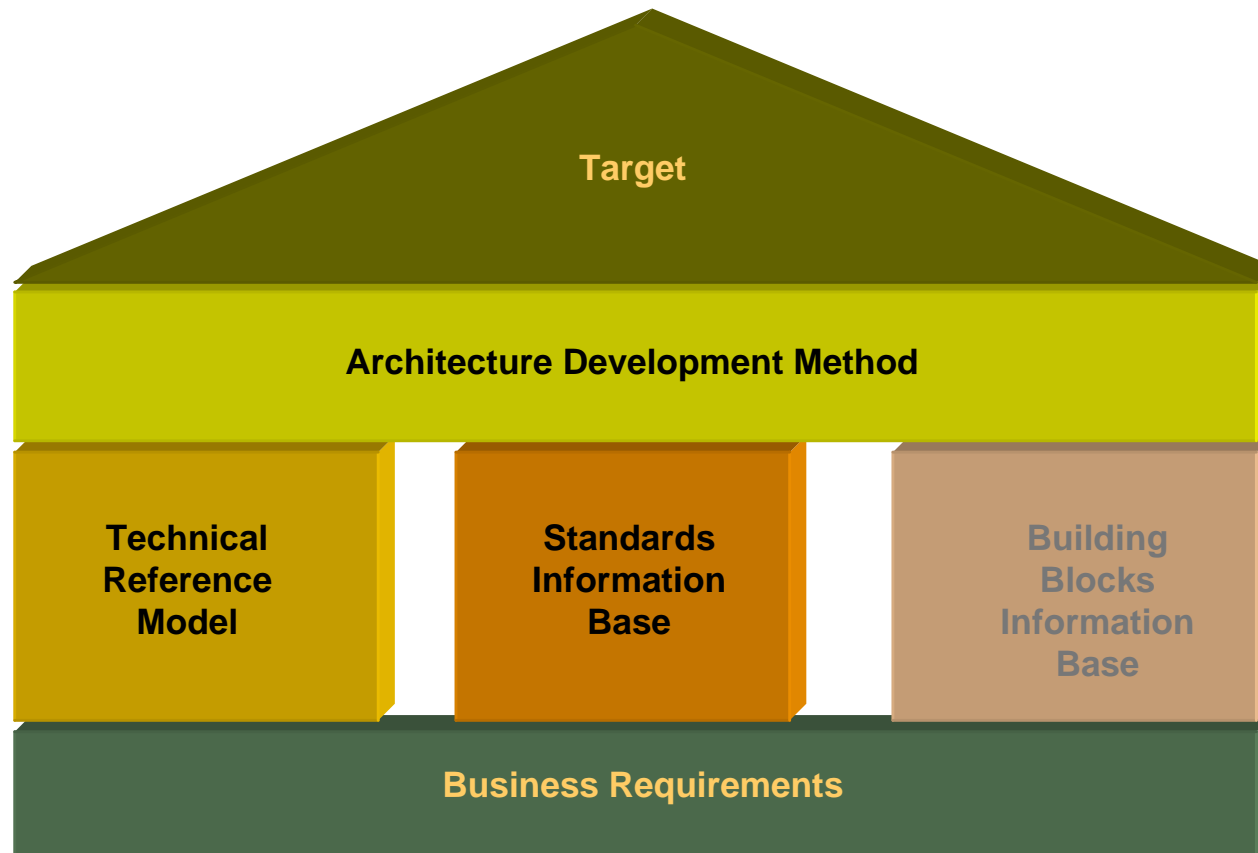 Target
Architecture Development Method
Technical
Reference
Model
Standards
Information
Base
Building
Blocks
Information
Base
Business Requirements